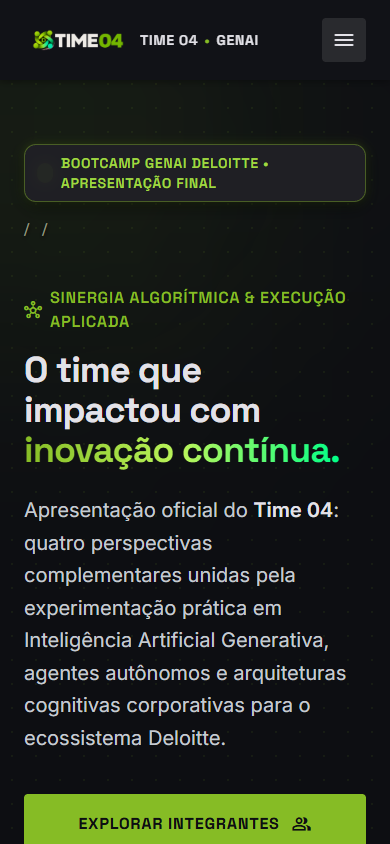 TIME04 TIME 04 • GENAI
BOOTCAMP GENAI DELOITTE •
APRESENTAÇÃO FINAL
/ /
SINERGIA ALGORÍTMICA & EXECUÇÃO
APLICADA
O time que
impactou com
inovação contínua.
Apresentação oficial do Time 04:
quatro perspectivas
complementares unidas pela
experimentação prática em
Inteligência Artificial Generativa,
agentes autônomos e arquiteturas
cognitivas corporativas para o
ecossistema Deloitte.
EXPLORAR INTEGRANTES